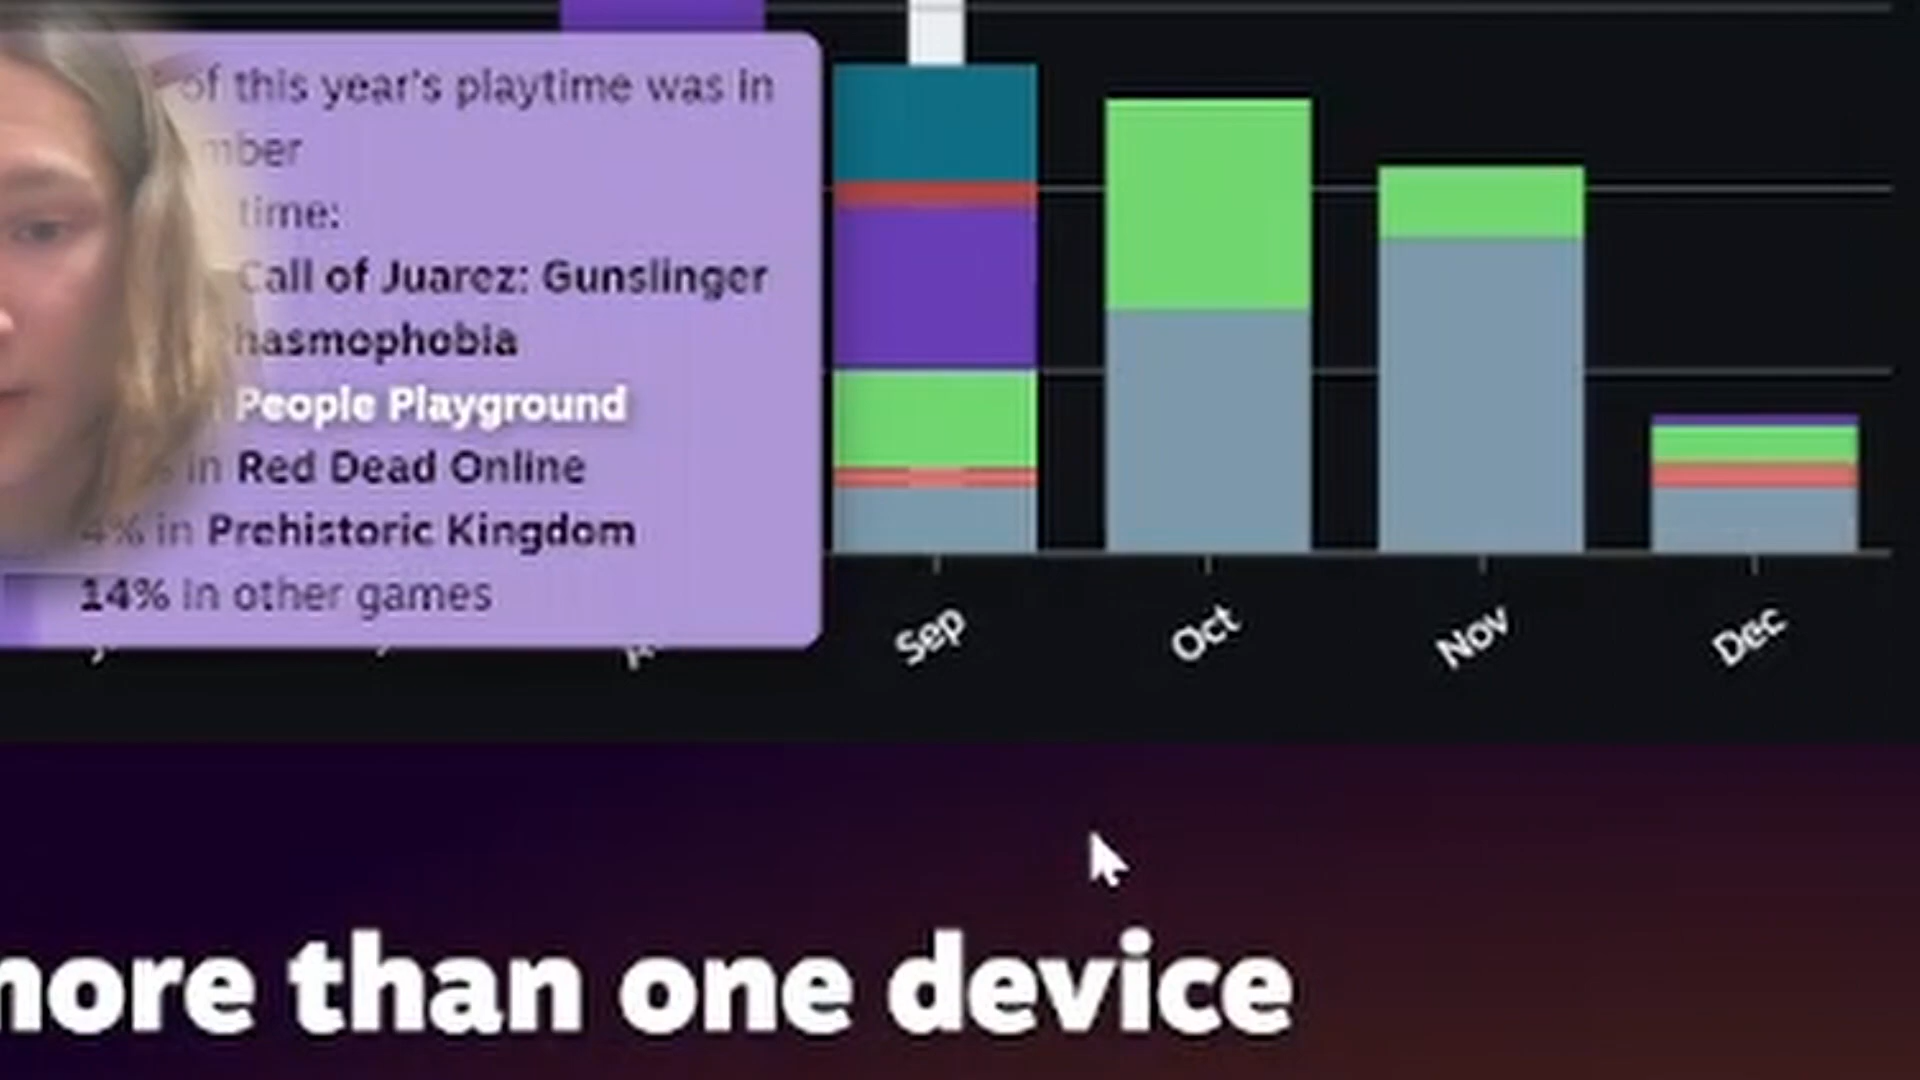 of this year's playtime was in
mber
time:
Call of Juarez: Gunslinger
hasmophobia
People Playground
in Red Dead Online
4% in Prehistoric Kingdom
14% in other games
Sep
Oct
Nov
Dec
more than one device